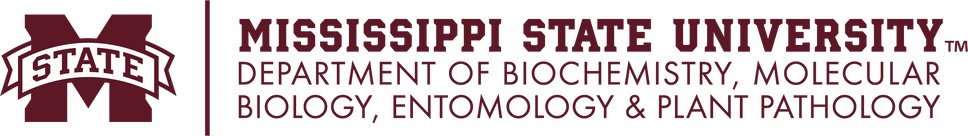 STATE
MISSISSIPPI STATE UNIVERSITY™
DEPARTMENT OF BIOCHEMISTRY, MOLECULAR
BIOLOGY, ENTOMOLOGY & PLANT PATHOLOGY